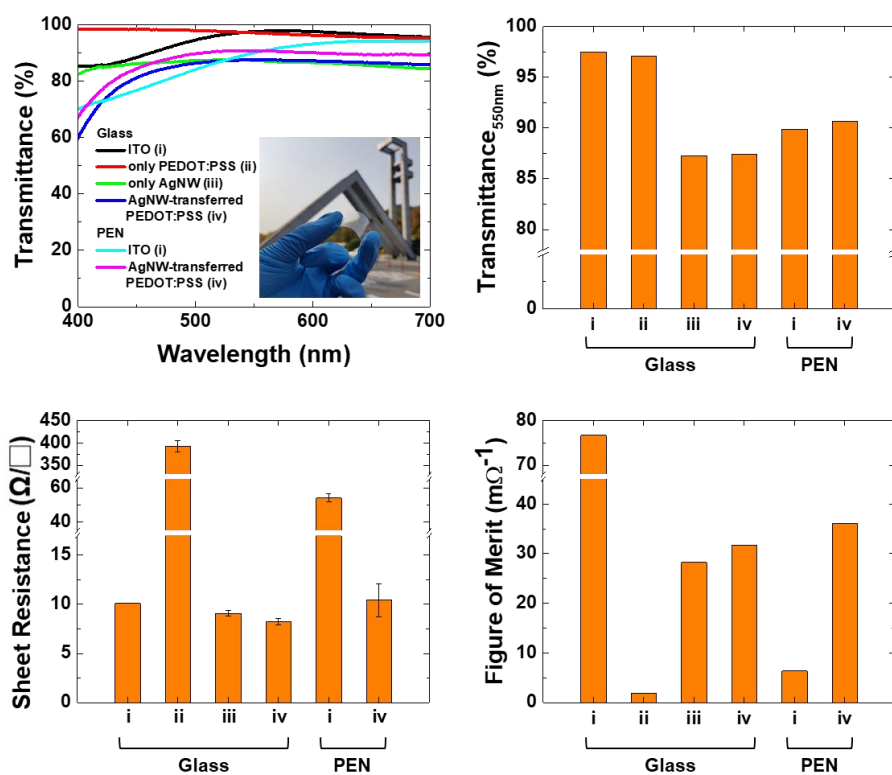 Transmittance (%)
100
80
60
40
20
0
Glass
ITO (i)
only PEDOT:PSS (ii)
only AgNW (iii)
AgNW-transferred
PEDOT:PSS (iv)
PEN
ITO (i)
AgNW-transferred
PEDOT:PSS (iv)
400 500 600 700
Wavelength (nm)
Transmittance550nm (%)
100
95
90
85
80
0
i ii iii iv i iv
Glass PEN
Sheet Resistance (Ω/□)
450
400
350
60
40
15
10
5
0
i ii iii iv i iv
Glass PEN
Figure of Merit (mΩ-1)
80
70
40
30
20
10
0
i ii iii iv i iv
Glass PEN